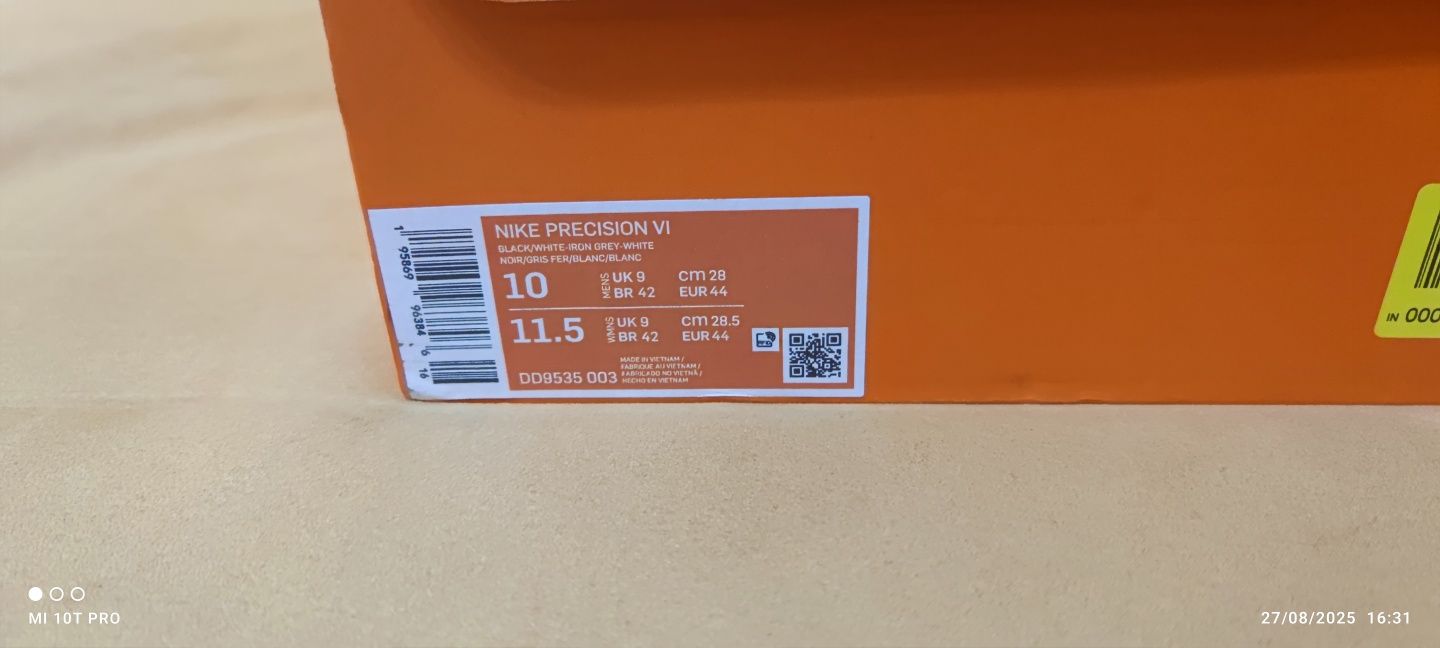 NIKE PRECISION VI
BLACK/WHITE-IRON GREY-WHITE
NOIR/GRIS FER/BLANC/BLANC
10
MENS
UK 9
CM 28
BR 42
EUR 44
11.5
WMNS
UK 9
CM 28.5
BR 42
EUR 44
DD9535 003
MADE IN VIETNAM /
FABRIQUE AU VIETNAM /
FABRICADO NO VIETNÃ /
HECHO EN VIETNAM
1 95869 96384 6 16
IN 000
MI 10T PRO
27/08/2025 16:31